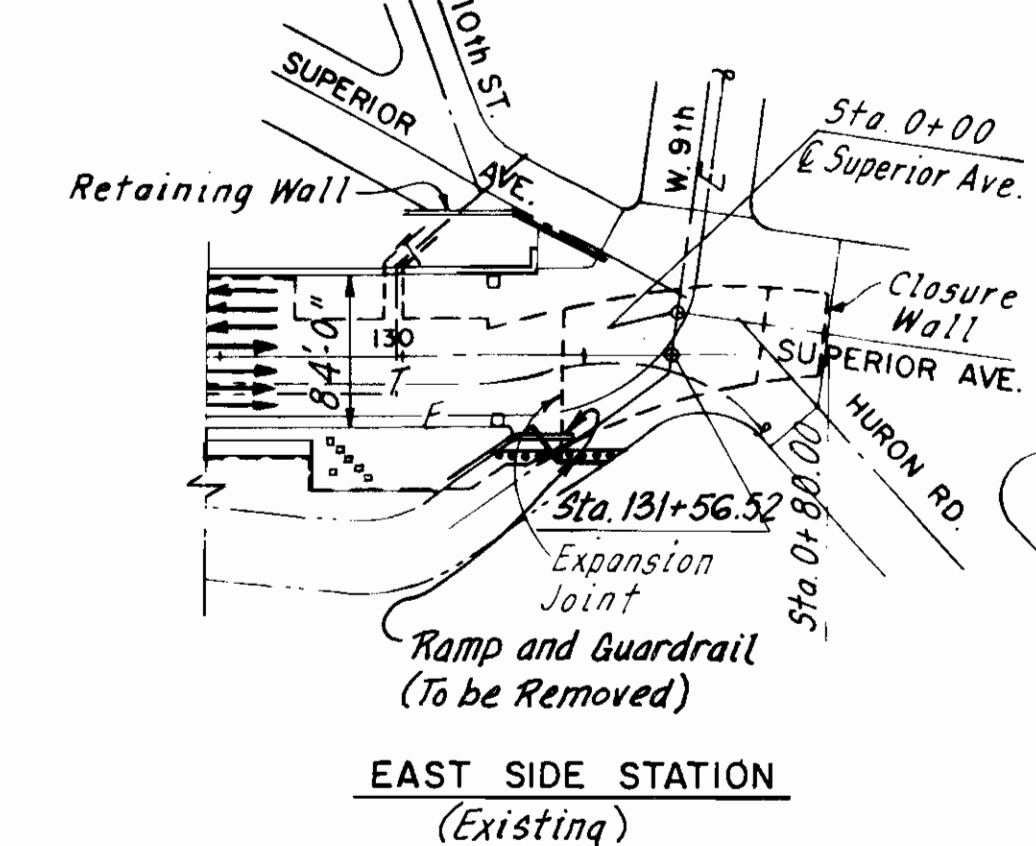 10th ST.
SUPERIOR
AVE.
W. 9th
Sta. 0+00
℄ Superior Ave.
Retaining Wall
Closure
Wall
84'-0"
130
SUPERIOR AVE.
HURON RD.
Sta. 131+56.52
Sta. 0+80.00
Expansion
Joint
Ramp and Guardrail
(To be Removed)
EAST SIDE STATION
(Existing)